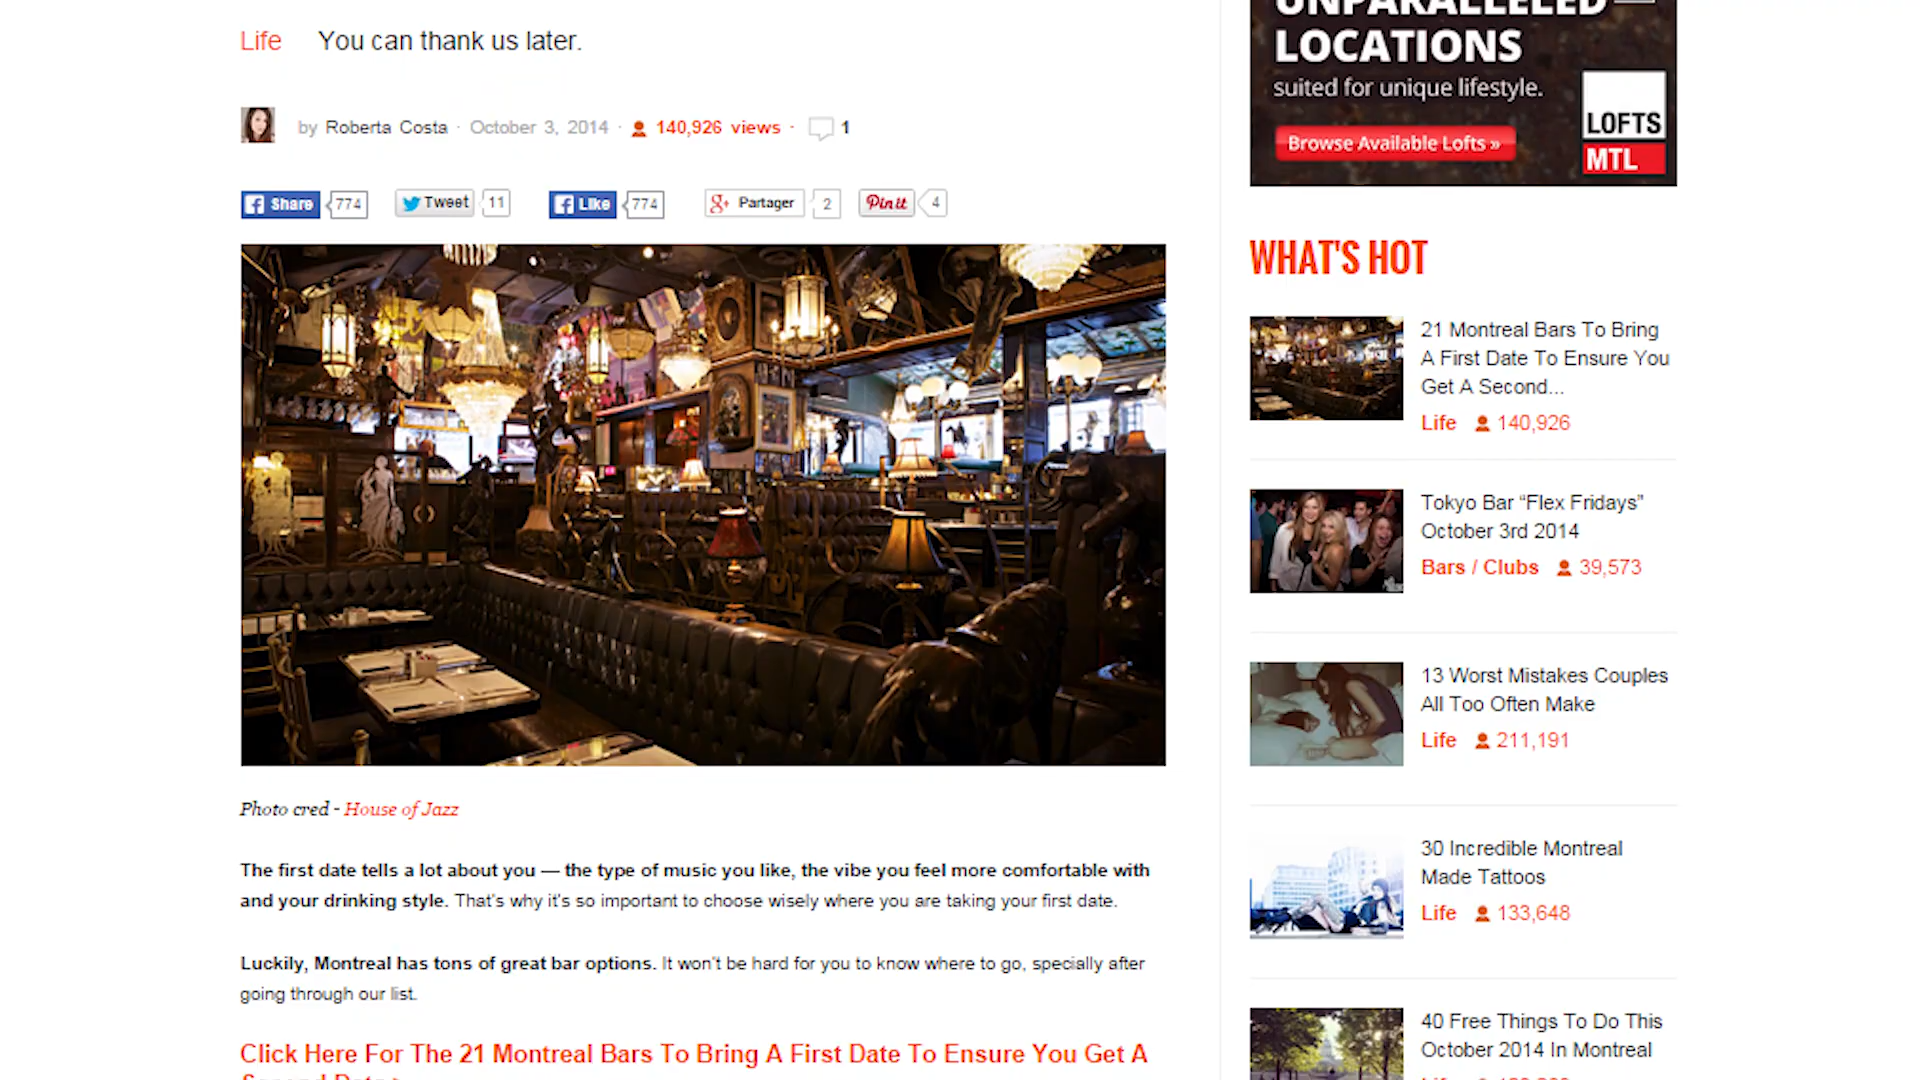 Life You can thank us later.
by Roberta Costa · October 3, 2014 · 140,926 views · 1
Share 774 Tweet 11 Like 774 g+ Partager 2 Pin it 4
Photo cred - House of Jazz
The first date tells a lot about you — the type of music you like, the vibe you feel more comfortable with
and your drinking style. That's why it's so important to choose wisely where you are taking your first date.
Luckily, Montreal has tons of great bar options. It won't be hard for you to know where to go, specially after
going through our list.
Click Here For The 21 Montreal Bars To Bring A First Date To Ensure You Get A
UNPARALLELED —
LOCATIONS
suited for unique lifestyle.
Browse Available Lofts »
LOFTS
MTL
WHAT'S HOT
21 Montreal Bars To Bring
A First Date To Ensure You
Get A Second...
Life 140,926
Tokyo Bar “Flex Fridays”
October 3rd 2014
Bars / Clubs 39,573
13 Worst Mistakes Couples
All Too Often Make
Life 211,191
30 Incredible Montreal
Made Tattoos
Life 133,648
40 Free Things To Do This
October 2014 In Montreal